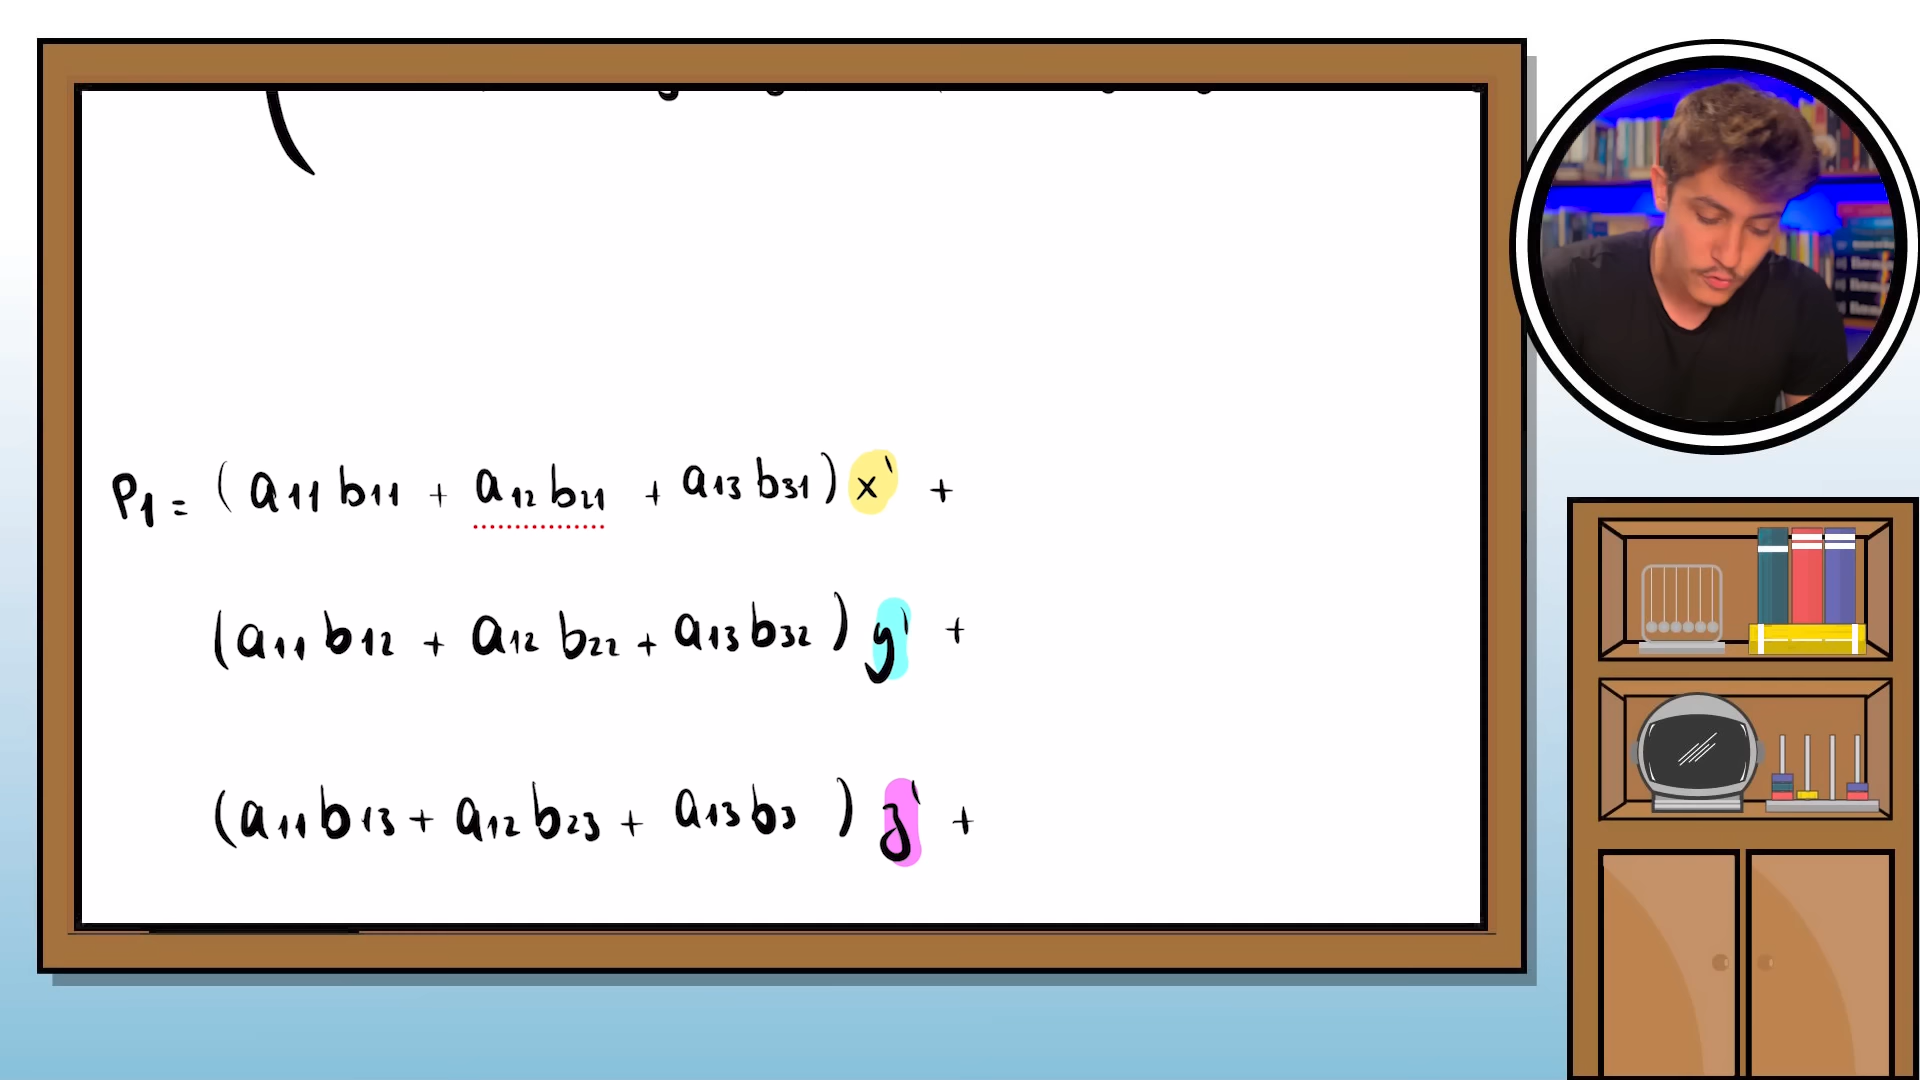 P1 = (a11 b11 + a12 b21 + a13 b31) x' +
(a11 b12 + a12 b22 + a13 b32) y' +
(a11 b13 + a12 b23 + a13 b3 ) z' +